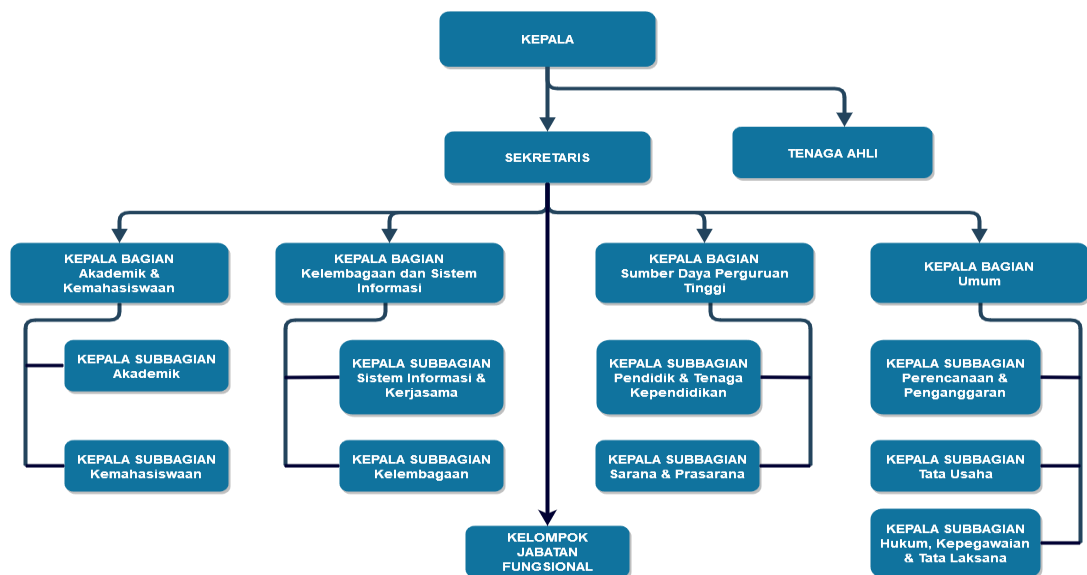 KEPALA
SEKRETARIS
TENAGA AHLI
KEPALA BAGIAN
Akademik &
Kemahasiswaan
KEPALA BAGIAN
Kelembagaan dan Sistem
Informasi
KEPALA BAGIAN
Sumber Daya Perguruan
Tinggi
KEPALA BAGIAN
Umum
KEPALA SUBBAGIAN
Akademik
KEPALA SUBBAGIAN
Sistem Informasi &
Kerjasama
KEPALA SUBBAGIAN
Pendidik & Tenaga
Kependidikan
KEPALA SUBBAGIAN
Perencanaan &
Penganggaran
KEPALA SUBBAGIAN
Kemahasiswaan
KEPALA SUBBAGIAN
Kelembagaan
KEPALA SUBBAGIAN
Sarana & Prasarana
KEPALA SUBBAGIAN
Tata Usaha
KELOMPOK
JABATAN
FUNGSIONAL
KEPALA SUBBAGIAN
Hukum, Kepegawaian
& Tata Laksana